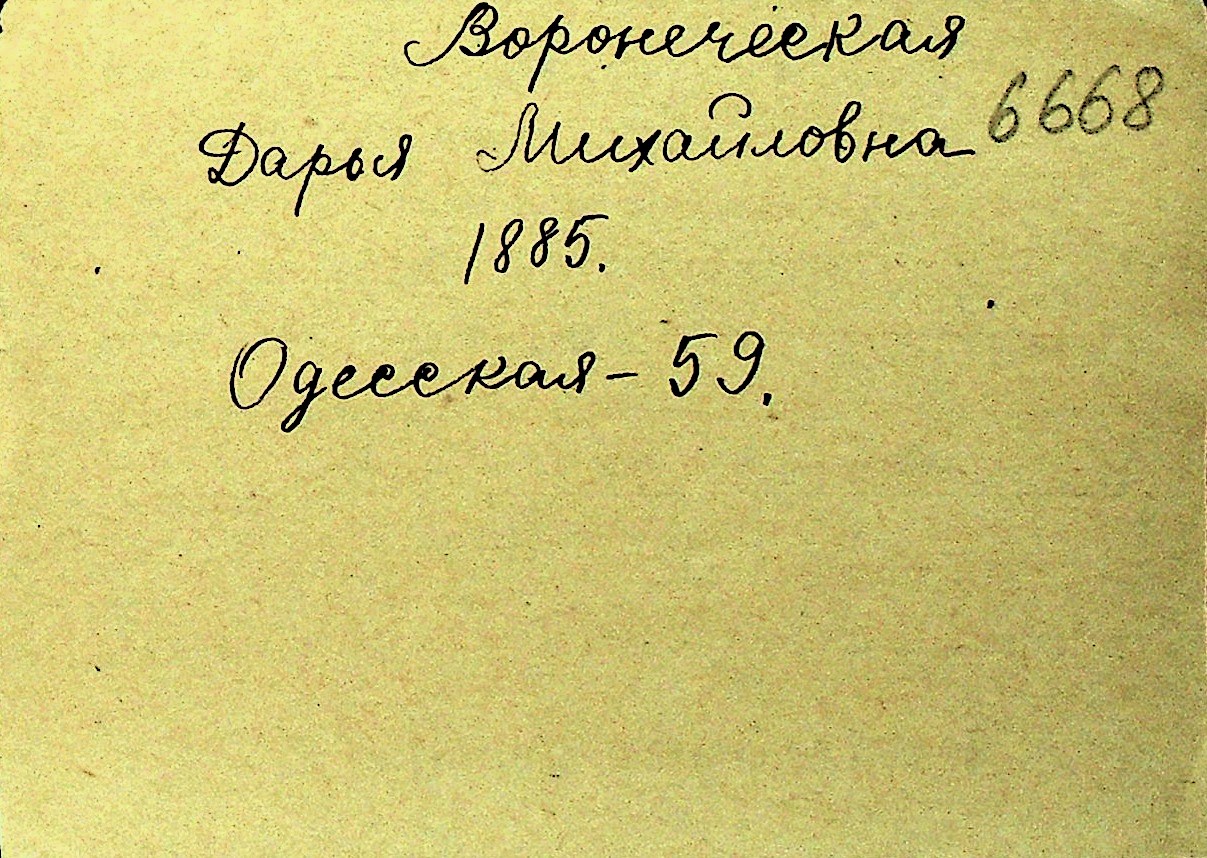 Воронеческая
Дарья Михайловна 6668
1885.
Одесская - 59.